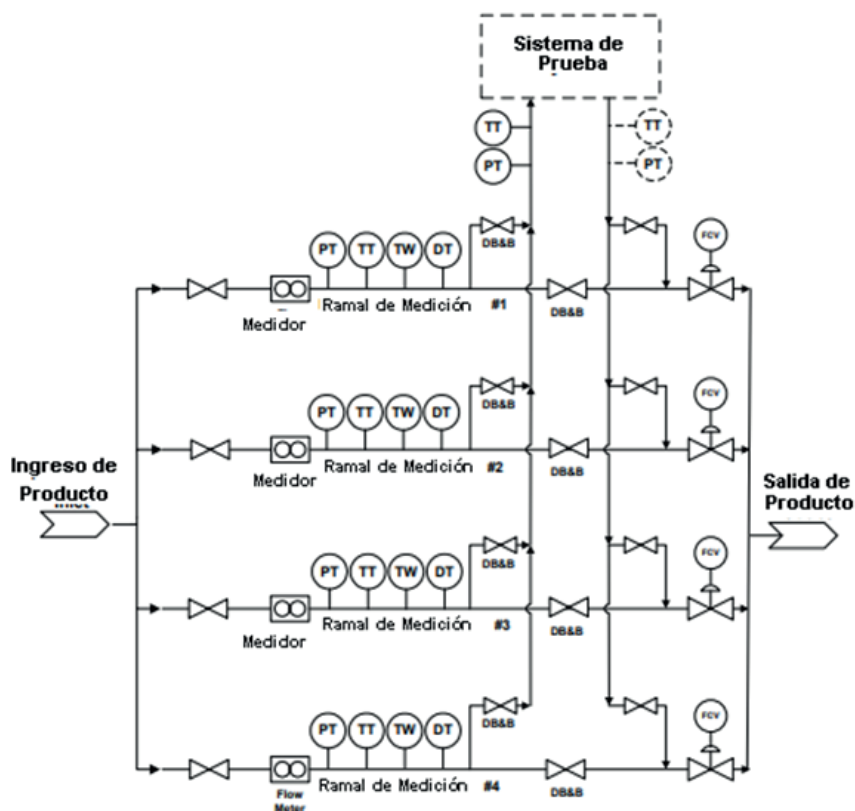 Sistema de
Prueba
TT
TT
PT
PT
FCV
DB&B
PT TT TW DT
Ramal de Medición #1
Medidor
DB&B
FCV
DB&B
PT TT TW DT
Ramal de Medición #2
Medidor
DB&B
Ingreso de
Producto
Salida de
Producto
FCV
DB&B
PT TT TW DT
Ramal de Medición #3
Medidor
DB&B
FCV
DB&B
PT TT TW DT
Ramal de Medición #4
Flow
Meter
DB&B